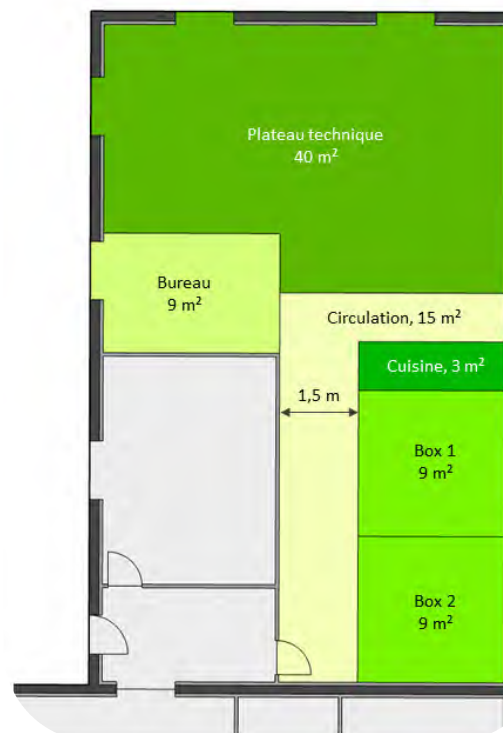 Plateau technique
40 m²
Bureau
9 m²
Circulation, 15 m²
Cuisine, 3 m²
1,5 m
Box 1
9 m²
Box 2
9 m²